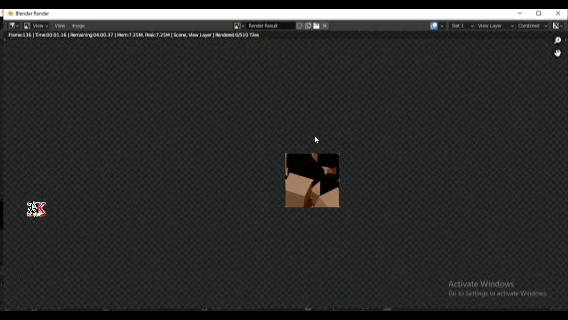 Blender Render
View View Image Render Result Slot 1 View Layer Combined
Frame:136 | Time:00:01.16 | Remaining:04:00.37 | Mem:7.25M, Peak:7.25M | Scene, View Layer | Rendered 0/510 Tiles
Activate Windows
Go to Settings to activate Windows.